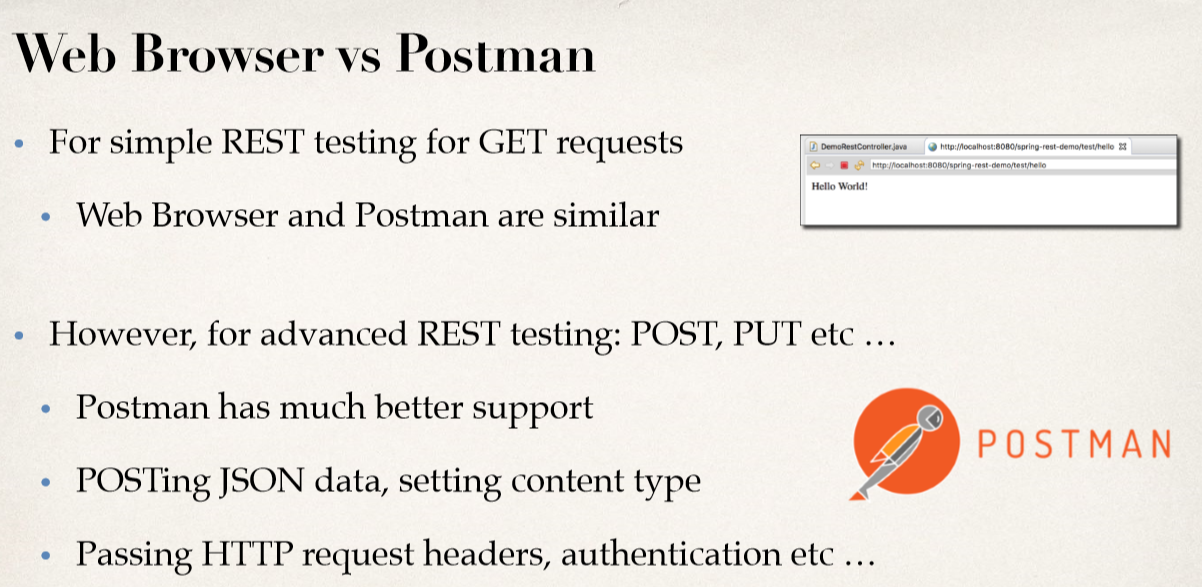 Web Browser vs Postman
• For simple REST testing for GET requests
• Web Browser and Postman are similar
DemoRestController.java
http://localhost:8080/spring-rest-demo/test/hello
http://localhost:8080/spring-rest-demo/test/hello
Hello World!
• However, for advanced REST testing: POST, PUT etc …
• Postman has much better support
• POSTing JSON data, setting content type
• Passing HTTP request headers, authentication etc …
POSTMAN